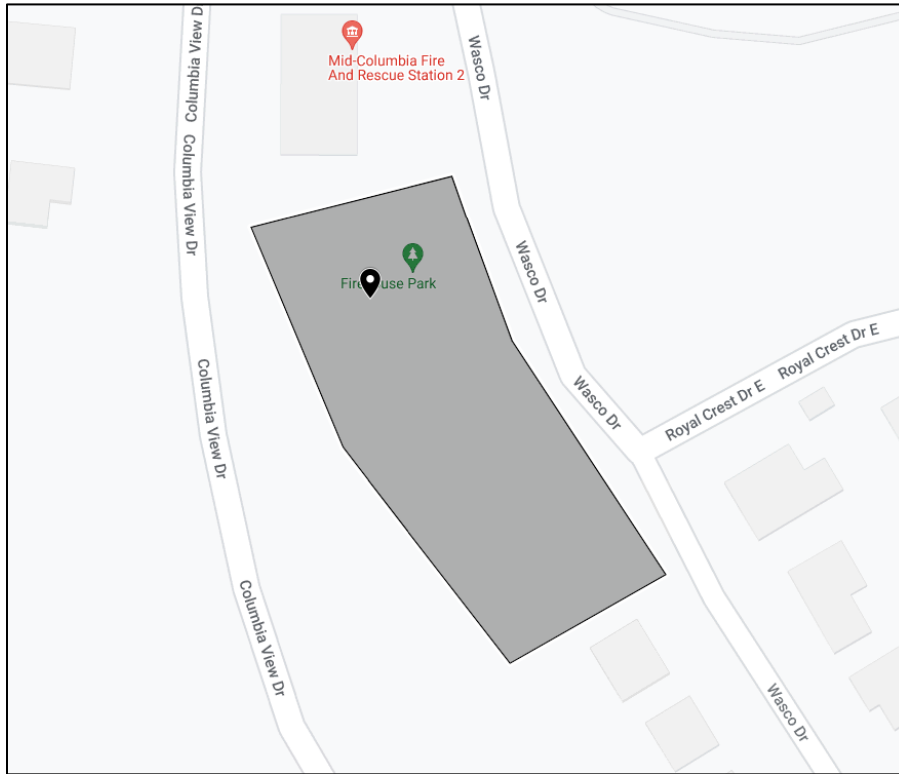 Columbia View D
Columbia View Dr
Columbia View Dr
Columbia View Dr
Mid-Columbia Fire
And Rescue Station 2
Wasco Dr
Wasco Dr
Wasco Dr
Wasco Dr
Park
Royal Crest Dr E
Royal Crest Dr E